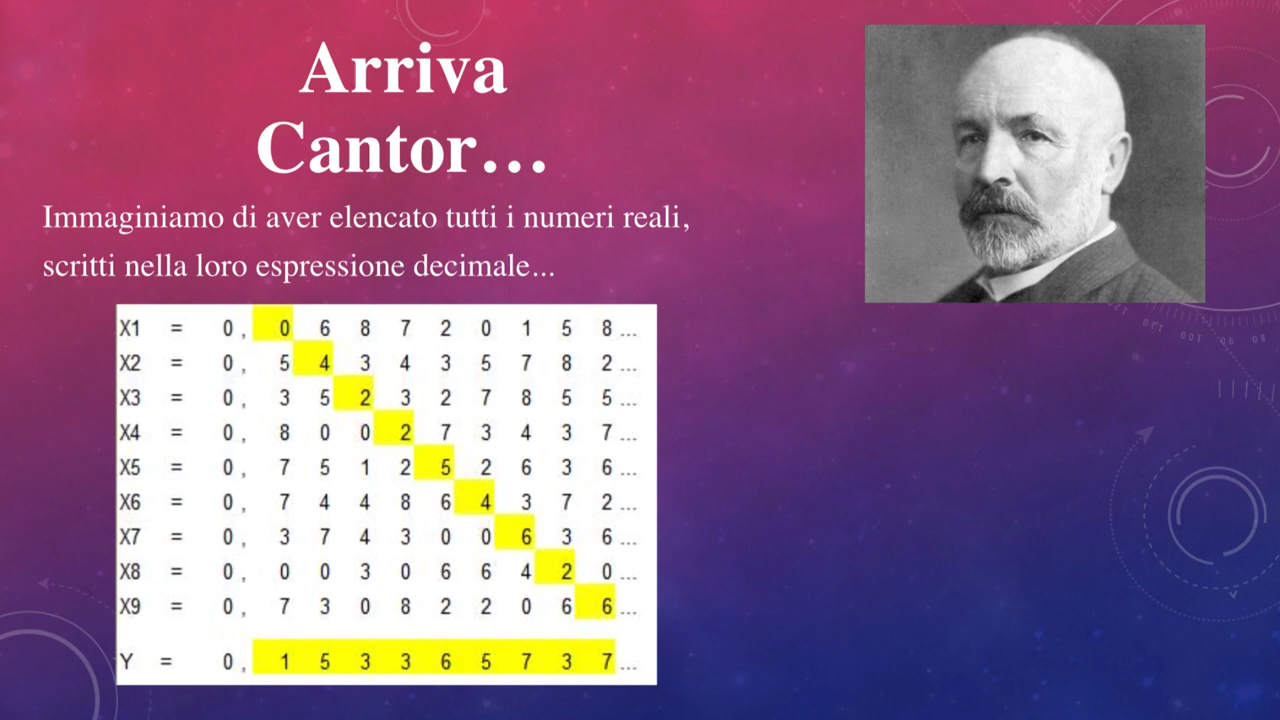 Arriva
Cantor…
Immaginiamo di aver elencato tutti i numeri reali,
scritti nella loro espressione decimale...
X1 = 0, 0 6 8 7 2 0 1 5 8 ...
X2 = 0, 5 4 3 4 3 5 7 8 2 ...
X3 = 0, 3 5 2 3 2 7 8 5 5 ...
X4 = 0, 8 0 0 2 7 3 4 3 7 ...
X5 = 0, 7 5 1 2 5 2 6 3 6 ...
X6 = 0, 7 4 4 8 6 4 3 7 2 ...
X7 = 0, 3 7 4 3 0 0 6 3 6 ...
X8 = 0, 0 0 3 0 6 6 4 2 0 ...
X9 = 0, 7 3 0 8 2 2 0 6 6 ...
Y = 0, 1 5 3 3 6 5 7 3 7 ...